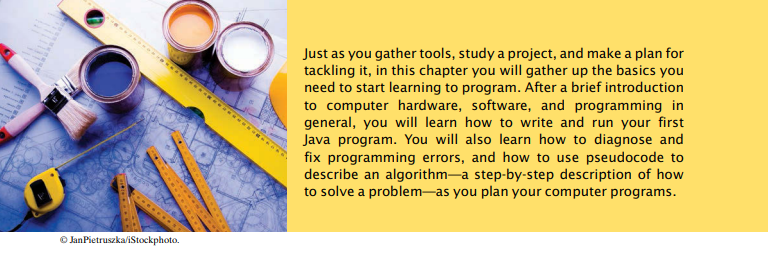 Just as you gather tools, study a project, and make a plan for
tackling it, in this chapter you will gather up the basics you
need to start learning to program. After a brief introduction
to computer hardware, software, and programming in
general, you will learn how to write and run your first
Java program. You will also learn how to diagnose and
fix programming errors, and how to use pseudocode to
describe an algorithm—a step-by-step description of how
to solve a problem—as you plan your computer programs.
© JanPietruszka/iStockphoto.